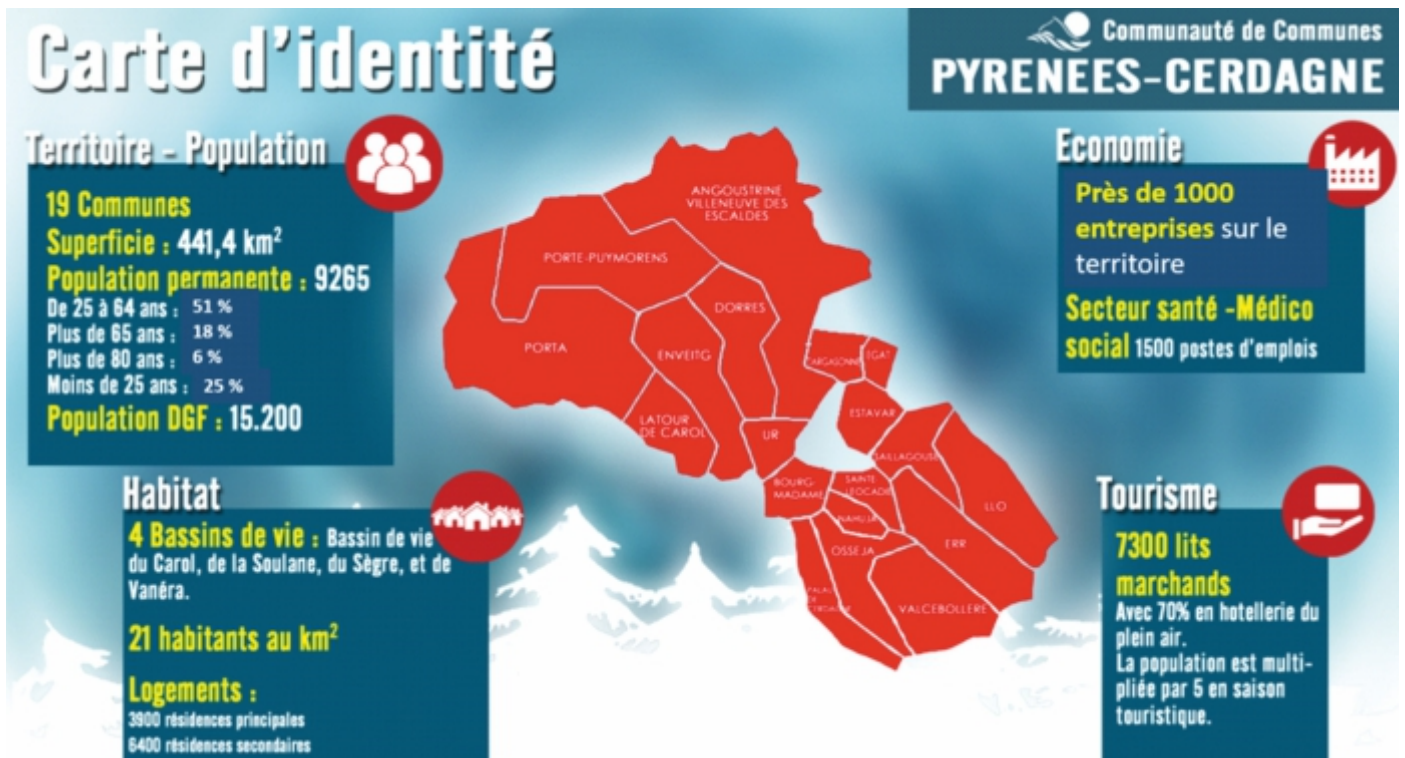 Carte d'identité
Communauté de Communes
PYRENEES-CERDAGNE
Territoire - Population
19 Communes
Superficie : 441,4 km²
Population permanente : 9265
De 25 à 64 ans : 51 %
Plus de 65 ans : 18 %
Plus de 80 ans : 6 %
Moins de 25 ans : 25 %
Population DGF : 15.200
Habitat
4 Bassins de vie : Bassin de vie
du Carol, de la Soulane, du Sègre, et de
Vanéra.
21 habitants au km²
Logements :
3900 résidences principales
6400 résidences secondaires
ANGOUSTRINE
VILLENEUVE DES
ESCALDES
PORTE-PUYMORENS
DORRES
PORTA
ENVEITG
LATOUR
DE CAROL
UR
EGAT
ESTAVAR
SAILLAGOUSE
BOURG-
MADAME
SAINTE
LEOCADIE
NAHUJA
LLO
ERR
OSSEJA
PALAU
DE
CERDAGNE
VALCEBOLLERE
Economie
Près de 1000
entreprises sur le
territoire
Secteur santé -Médico
social 1500 postes d'emplois
Tourisme
7300 lits
marchands
Avec 70% en hotellerie du
plein air.
La population est multi-
pliée par 5 en saison
touristique.